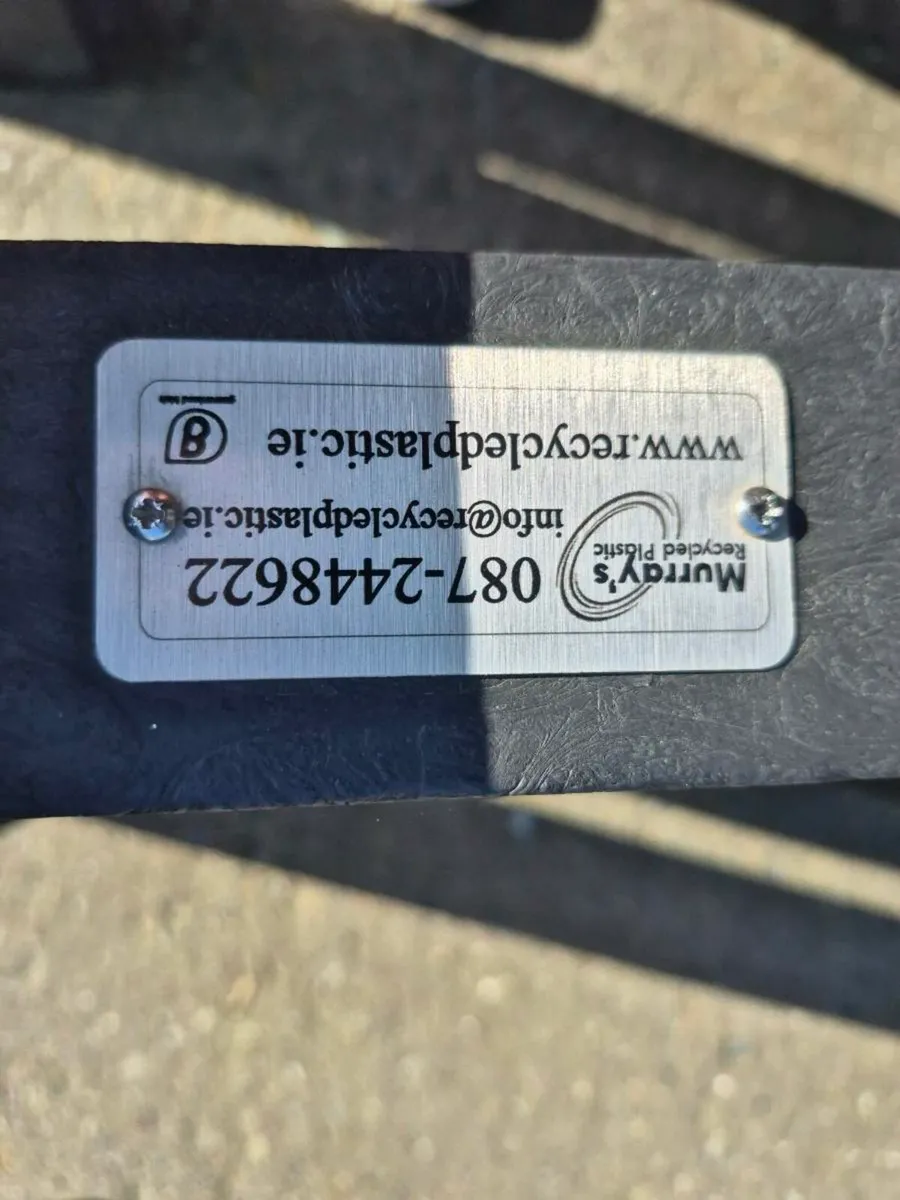 Murray's
Recycled Plastic
087-2448622
info@recycledplastic.ie
www.recycledplastic.ie